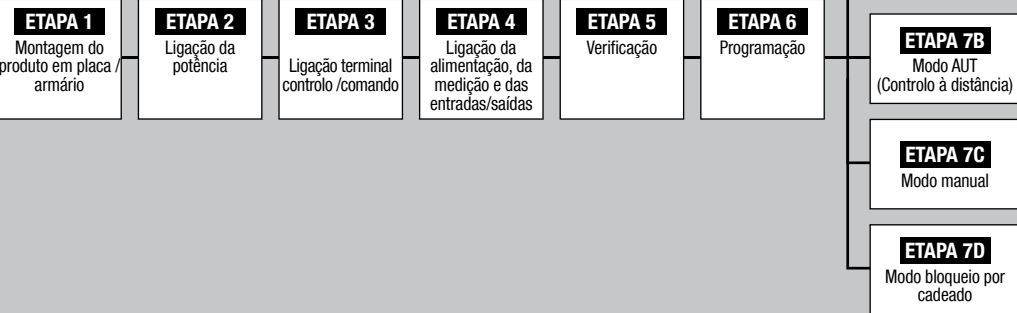 ETAPA 1
Montagem do
produto em placa /
armário
ETAPA 2
Ligação da
potência
ETAPA 3
Ligação terminal
controlo /comando
ETAPA 4
Ligação da
alimentação, da
medição e das
entradas/saídas
ETAPA 5
Verificação
ETAPA 6
Programação
ETAPA 7B
Modo AUT
(Controlo à distância)
ETAPA 7C
Modo manual
ETAPA 7D
Modo bloqueio por
cadeado